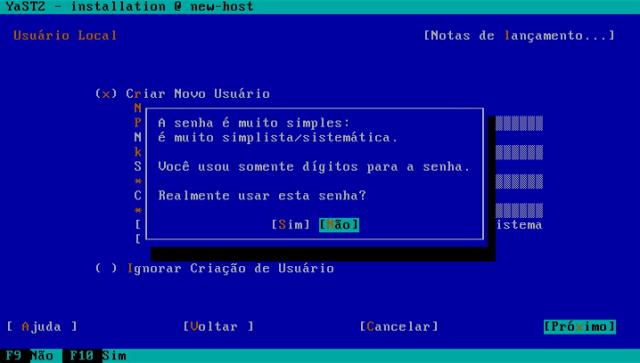 YaST2 - installation @ new-host
Usuário Local
[Notas de lançamento...]
(x) Criar Novo Usuário
N
P
N
k
S
*
C
*
[
istema
[
A senha é muito simples:
é muito simplista/sistemática.
Você usou somente dígitos para a senha.
Realmente usar esta senha?
[Sim] [Não]
( ) Ignorar Criação de Usuário
[ Ajuda ] [Voltar ] [Cancelar] [Próximo]
F9 Não F10 Sim